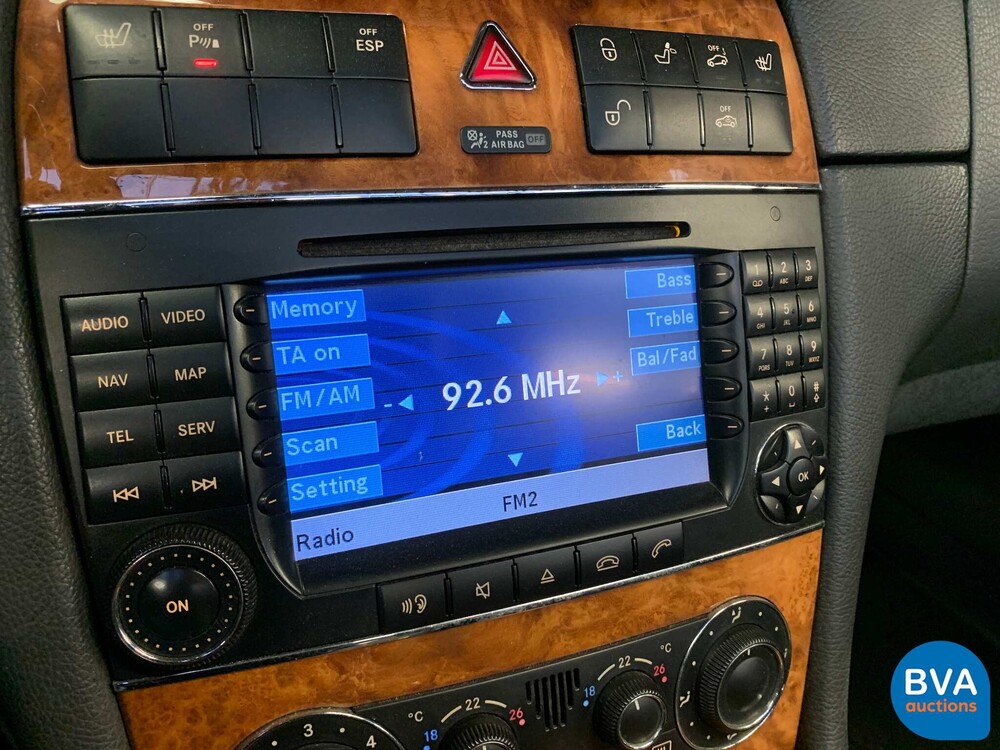 OFF
P
OFF
ESP
PASS
AIR BAG OFF
2
OFF
OFF
AUDIO VIDEO
NAV MAP
TEL SERV
ON
Memory
TA on
FM/AM
Scan
Setting
Bass
Treble
Bal/Fad
Back
- 92.6 MHz +
FM2
Radio
1 2 3
ABC DEF
4 5 6
GHI JKL MNO
7 8 9
PQRS TUV WXYZ
* 0 #
+
OK
3
4
°C
18 22 26
°C
18 22 26
BVA
auctions